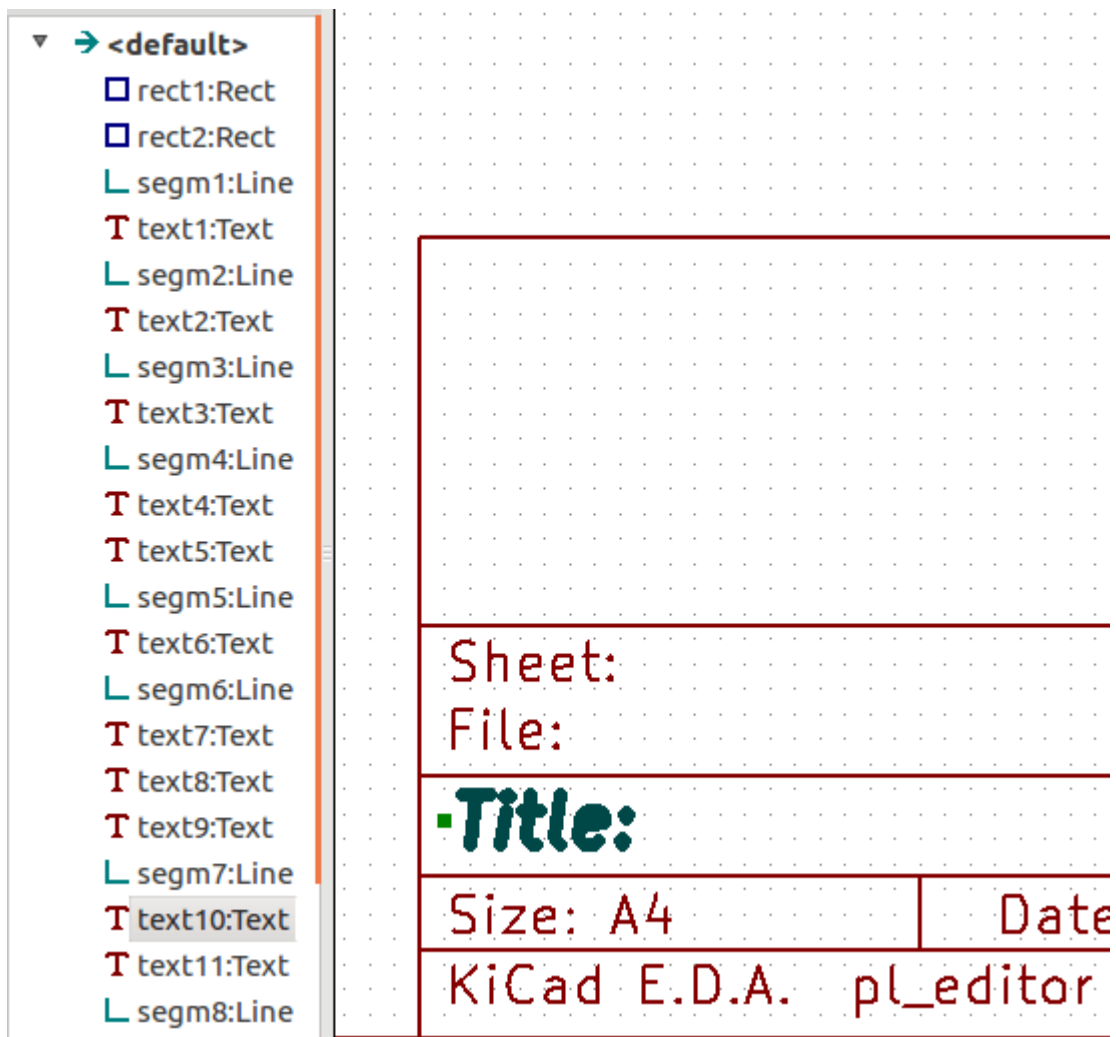 <default>
rect1:Rect
rect2:Rect
segm1:Line
text1:Text
segm2:Line
text2:Text
segm3:Line
text3:Text
segm4:Line
text4:Text
text5:Text
segm5:Line
text6:Text
segm6:Line
text7:Text
text8:Text
text9:Text
segm7:Line
text10:Text
text11:Text
segm8:Line
Sheet:
File:
Title:
Size: A4 Date
KiCad E.D.A. pl_editor